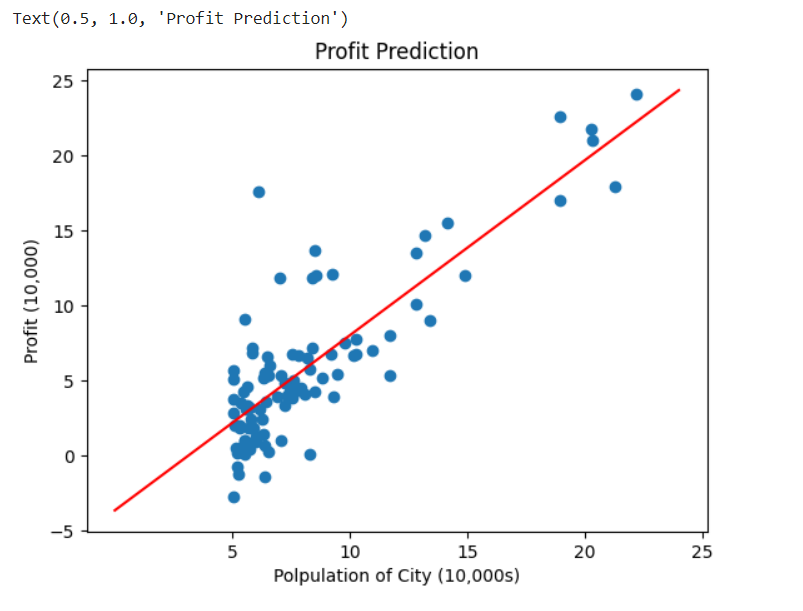 Text(0.5, 1.0, 'Profit Prediction')
Profit Prediction
25
20
15
10
5
0
−5
Profit (10,000)
5 10 15 20 25
Polpulation of City (10,000s)